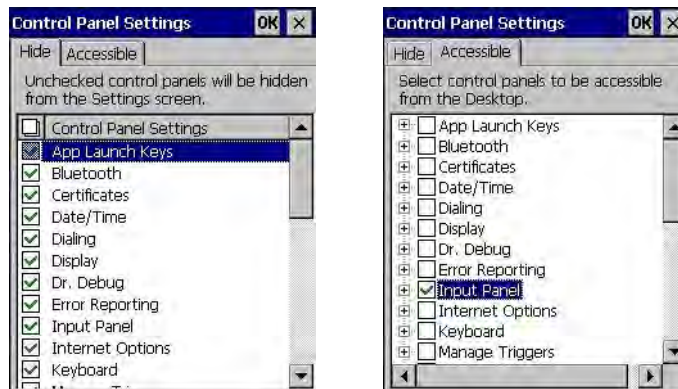 Control Panel Settings OK ×
Hide Accessible
Unchecked control panels will be hidden
from the Settings screen.
Control Panel Settings
App Launch Keys
Bluetooth
Certificates
Date/Time
Dialing
Display
Dr. Debug
Error Reporting
Input Panel
Internet Options
Keyboard
Control Panel Settings OK ×
Hide Accessible
Select control panels to be accessible
from the Desktop.
App Launch Keys
Bluetooth
Certificates
Date/Time
Dialing
Display
Dr. Debug
Error Reporting
Input Panel
Internet Options
Keyboard
Manage Triggers